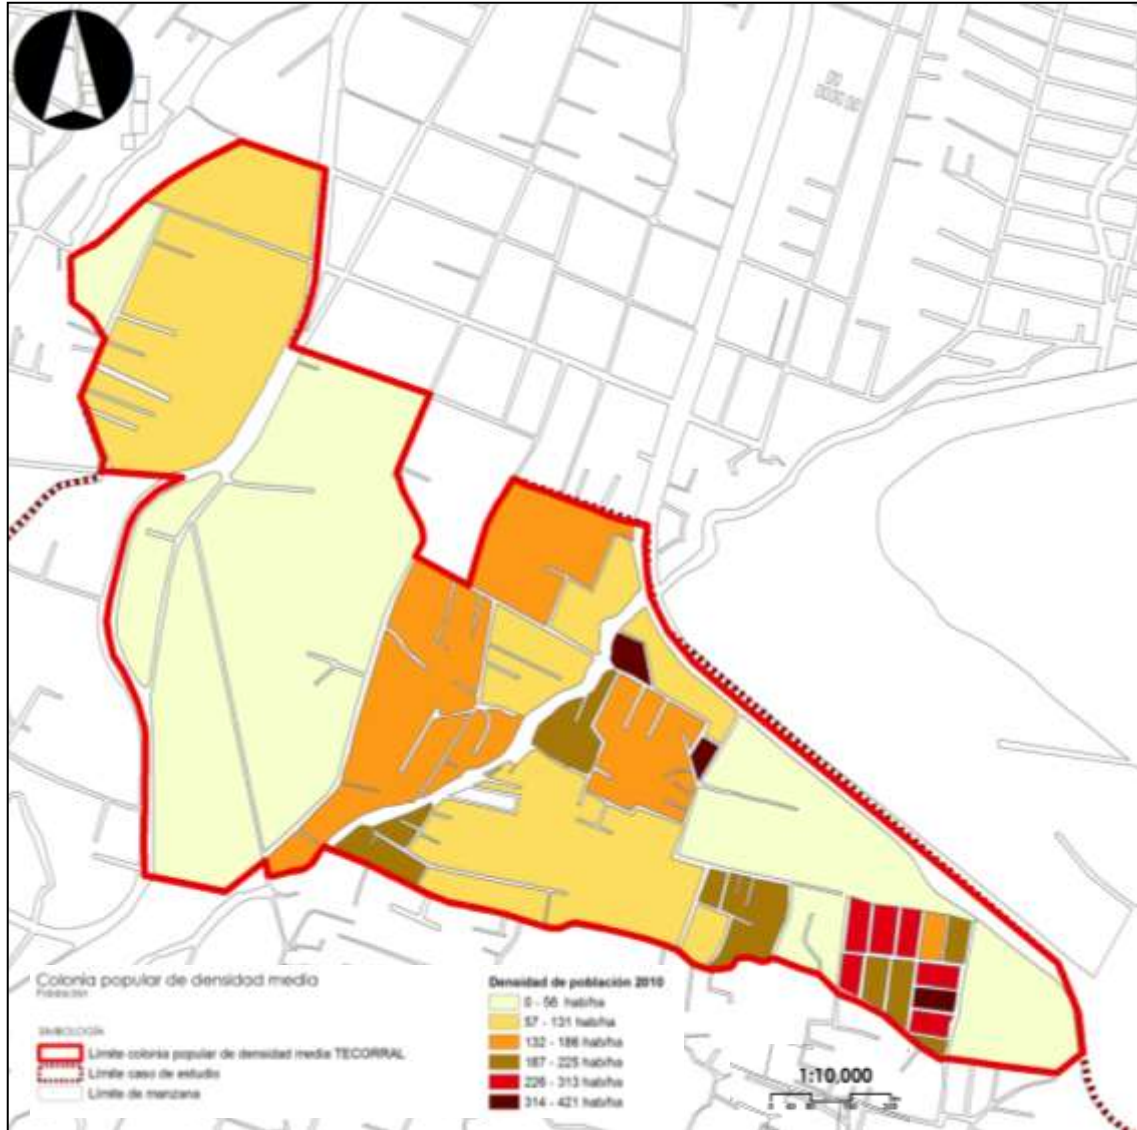 Colonia popular de densidad media
Población
SIMBOLOGÍA
Límite colonia popular de densidad media TECORRAL
Límite caso de estudio
Límite de manzana
Densidad de población 2010
0 - 56 hab/ha
57 - 131 hab/ha
132 - 186 hab/ha
187 - 225 hab/ha
226 - 313 hab/ha
314 - 421 hab/ha
1:10,000